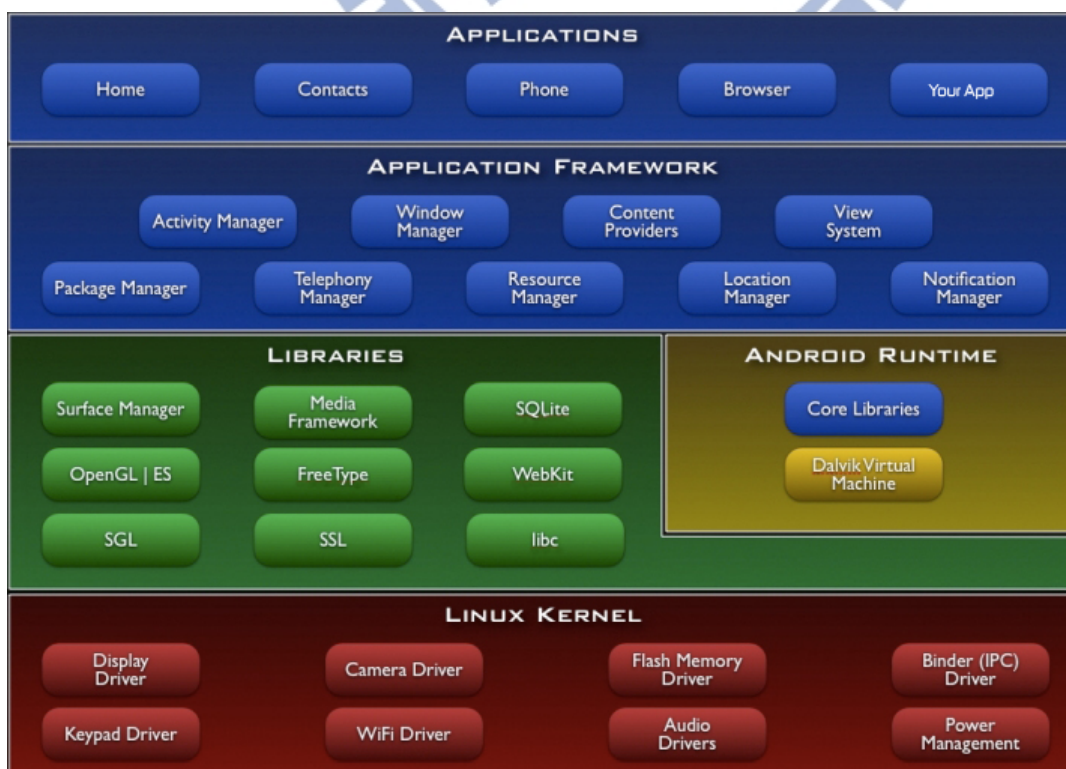 APPLICATIONS
Home
Contacts
Phone
Browser
Your App
APPLICATION FRAMEWORK
Activity Manager
Window
Manager
Content
Providers
View
System
Package Manager
Telephony
Manager
Resource
Manager
Location
Manager
Notification
Manager
LIBRARIES
Surface Manager
Media
Framework
SQLite
OpenGL | ES
FreeType
WebKit
SGL
SSL
libc
ANDROID RUNTIME
Core Libraries
Dalvik Virtual
Machine
LINUX KERNEL
Display
Driver
Camera Driver
Flash Memory
Driver
Binder (IPC)
Driver
Keypad Driver
WiFi Driver
Audio
Drivers
Power
Management